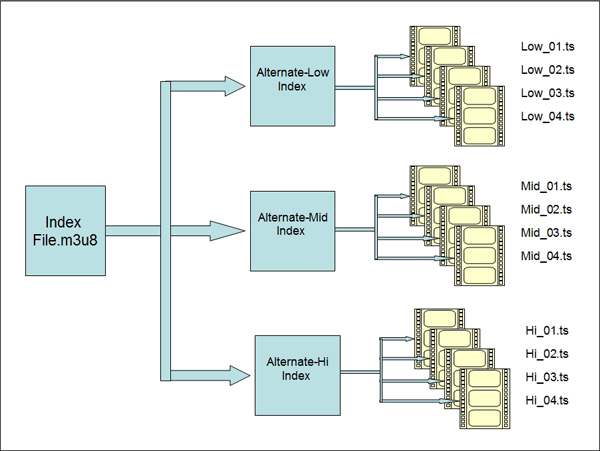 Index
File.m3u8
Alternate-Low
Index
Low_01.ts
Low_02.ts
Low_03.ts
Low_04.ts
Alternate-Mid
Index
Mid_01.ts
Mid_02.ts
Mid_03.ts
Mid_04.ts
Alternate-Hi
Index
Hi_01.ts
Hi_02.ts
Hi_03.ts
Hi_04.ts